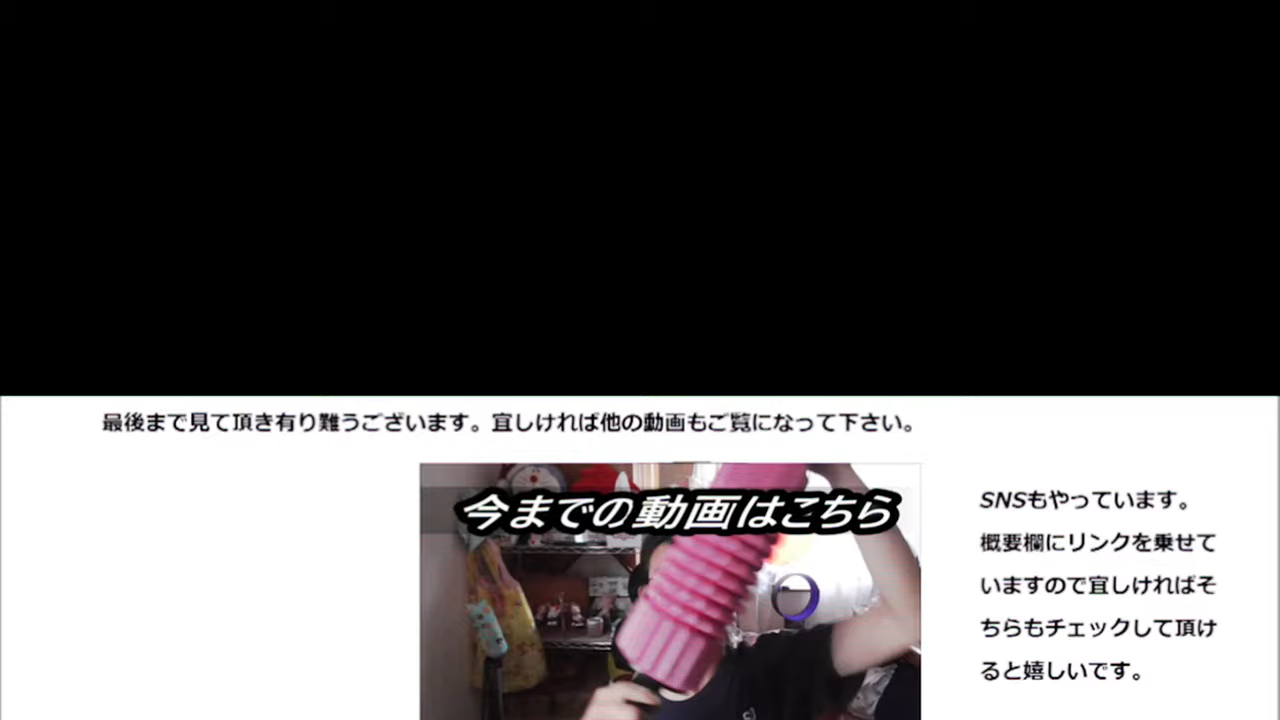 最後まで見て頂き有り難うございます。宜しければ他の動画もご覧になって下さい。
今までの動画はこちら
SNSもやっています。
概要欄にリンクを乗せて
いますので宜しければそ
ちらもチェックして頂け
ると嬉しいです。